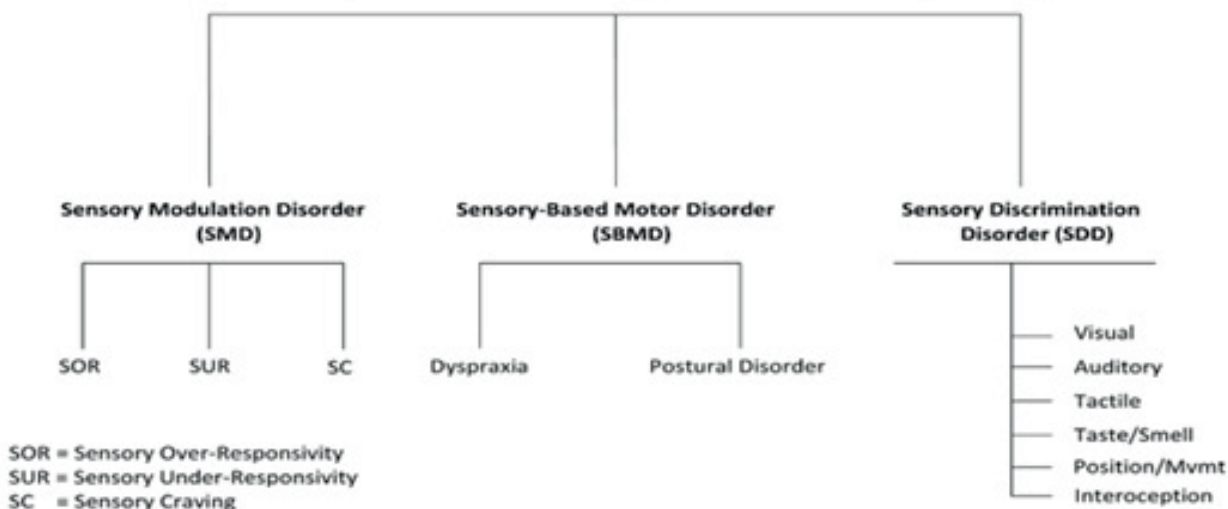 Sensory Modulation Disorder
(SMD)
Sensory-Based Motor Disorder
(SBMD)
Sensory Discrimination
Disorder (SDD)
SOR
SUR
SC
Dyspraxia
Postural Disorder
Visual
Auditory
Tactile
Taste/Smell
Position/Mvmt
Interoception
SOR = Sensory Over-Responsivity
SUR = Sensory Under-Responsivity
SC = Sensory Craving